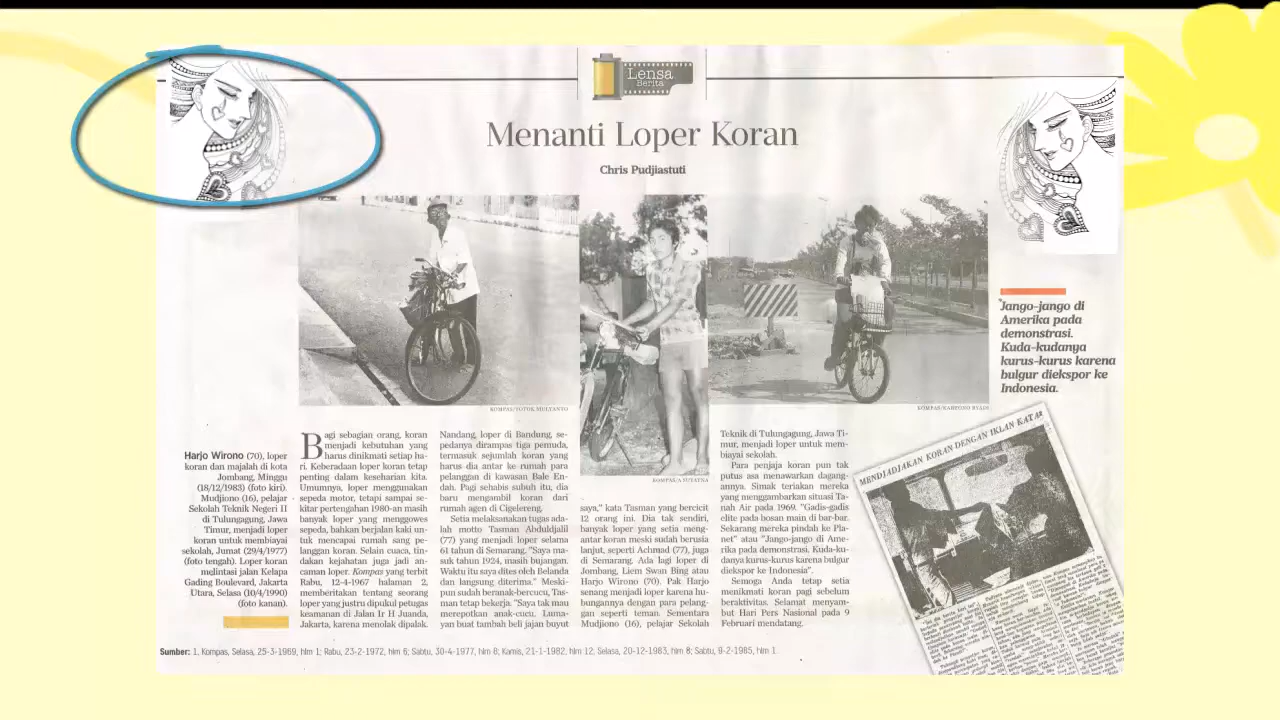 Lensa
Berita
Menanti Loper Koran
Chris Pudjiastuti
KOMPAS/TOTOK MULYANTO
KOMPAS/A SUYATNA
"Jango-jango di
Amerika pada
demonstrasi.
Kuda-kudanya
kurus-kurus karena
bulgur diekspor ke
Indonesia.
Harjo Wirono (70), loper
koran dan majalah di kota
Jombang, Minggu
(18/12/1983) (foto kiri).
Mudjiono (16), pelajar
Sekolah Teknik Negeri II
di Tulungagung, Jawa
Timur, menjadi loper
koran untuk membiayai
sekolah, Jumat (29/4/1977)
(foto tengah). Loper koran
melintasi jalan Kelapa
Gading Boulevard, Jakarta
Utara, Selasa (10/4/1990)
(foto kanan).
Bagi sebagian orang, koran
menjadi kebutuhan yang
harus dinikmati setiap ha-
ri. Keberadaan loper koran tetap
penting dalam keseharian kita.
Umumnya, loper menggunakan
sepeda motor, tetapi sampai se-
kitar pertengahan 1980-an masih
banyak loper yang menggowes
sepeda, bahkan berjalan kaki un-
tuk mencapai rumah sang pe-
langgan koran. Selain cuaca, tin-
dakan kejahatan juga jadi an-
caman loper. Kompas yang terbit
Rabu, 12-4-1967 halaman 2,
memberitakan tentang seorang
loper yang justru dipukul petugas
keamanan di Jalan Ir H Juanda,
Jakarta, karena menolak dipalak.
Nandang, loper di Bandung, se-
pedanya dirampas tiga pemuda,
termasuk sejumlah koran yang
harus dia antar ke rumah para
pelanggan di kawasan Bale En-
dah. Pagi sehabis subuh itu, dia
baru mengambil koran dari
rumah agen di Cigelereng.
Setia melaksanakan tugas ada-
lah motto Tasman Abduldjalil
(77) yang menjadi loper selama
61 tahun di Semarang. "Saya ma-
suk tahun 1924, masih bujangan.
Waktu itu saya dites oleh Belanda
dan langsung diterima." Meski-
pun sudah beranak-bercucu, Tas-
man tetap bekerja. "Saya tak mau
merepotkan anak-cucu. Luma-
yan buat tambah beli jajan buyut
saya," kata Tasman yang bercicit
12 orang ini. Dia tak sendiri,
banyak loper yang setia meng-
antar koran meski sudah berusia
lanjut, seperti Achmad (77), juga
di Semarang. Ada lagi loper di
Jombang, Liem Swan Bing atau
Harjo Wirono (70). Pak Harjo
senang menjadi loper karena hu-
bungannya dengan para pelang-
gan seperti teman. Sementara
Mudjiono (16), pelajar Sekolah
Teknik di Tulungagung, Jawa Ti-
mur, menjadi loper untuk mem-
biayai sekolah.
Para penjaja koran pun tak
putus asa menawarkan dagang-
annya. Simak teriakan mereka
yang menggambarkan situasi Ta-
nah Air pada 1969. "Gadis-gadis
elite pada bosan main di bar-bar.
Sekarang mereka pindah ke Pla-
net" atau "Jango-jango di Ame-
rika pada demonstrasi. Kuda-ku-
danya kurus-kurus karena bulgur
diekspor ke Indonesia".
Semoga Anda tetap setia
menikmati koran pagi sebelum
beraktivitas. Selamat menyam-
but Hari Pers Nasional pada 9
Februari mendatang.
MENDJADJAKAN KORAN DENGAN IKLAN KATA²
Sumber: 1, Kompas, Selasa, 25-3-1969, hlm 1; Rabu, 23-2-1972, hlm 6; Sabtu, 30-4-1977, hlm 8; Kamis, 21-1-1982, hlm 12, Selasa, 20-12-1983, hlm 8; Sabtu, 9-2-1985, hlm 1.